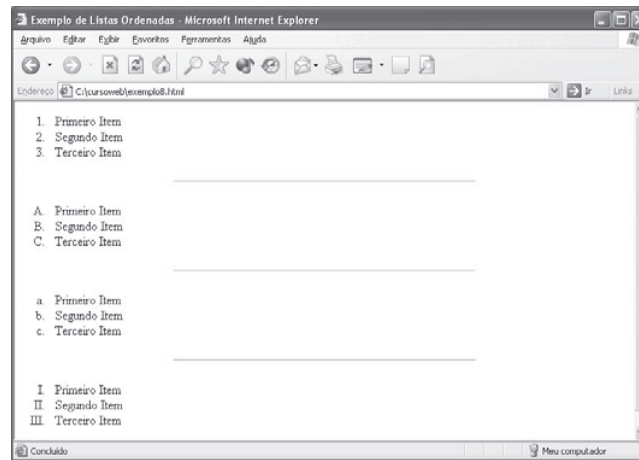 Exemplo de Listas Ordenadas - Microsoft Internet Explorer
Arquivo Editar Exibir Favoritos Ferramentas Ajuda
Endereço C:\cursoweb\exemplo8.html Ir Links
1. Primeiro Item
2. Segundo Item
3. Terceiro Item
A. Primeiro Item
B. Segundo Item
C. Terceiro Item
a. Primeiro Item
b. Segundo Item
c. Terceiro Item
I. Primeiro Item
II. Segundo Item
III. Terceiro Item
Concluído Meu computador